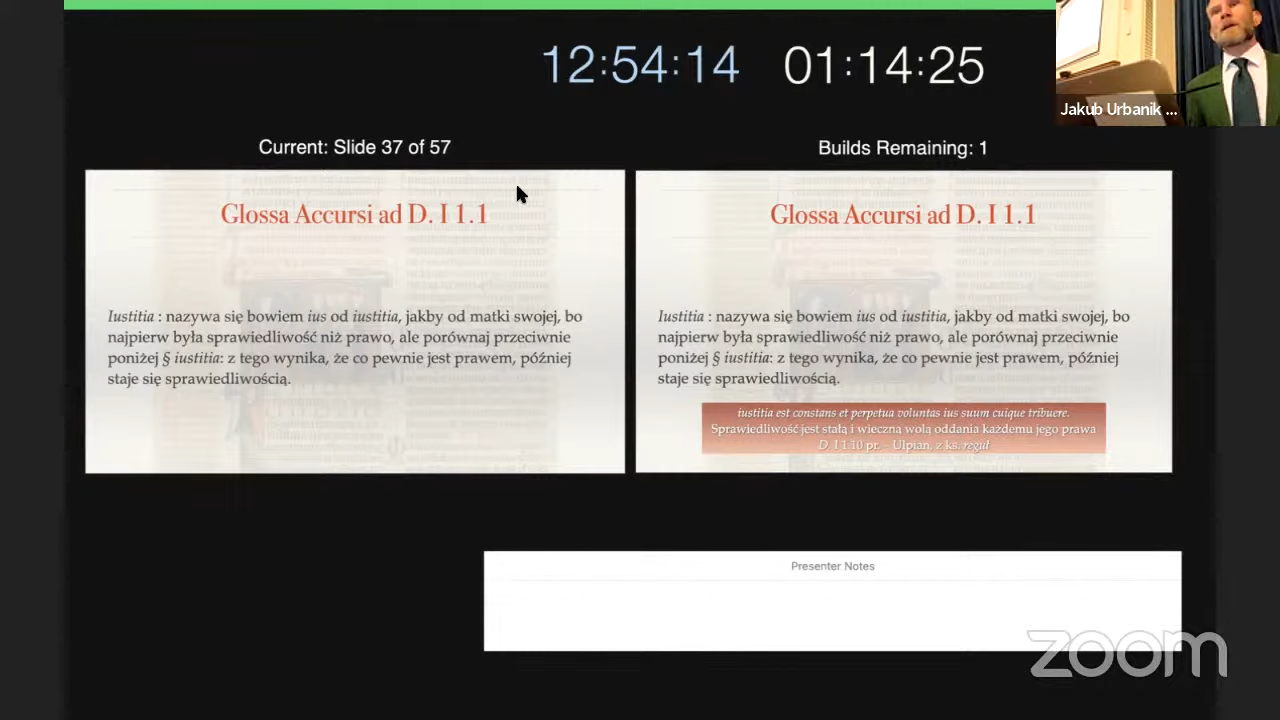 12:54:14 01:14:25
Jakub Urbanik ...
Current: Slide 37 of 57
Builds Remaining: 1
Glossa Accursi ad D. I 1.1
Iustitia : nazywa się bowiem ius od iustitia, jakby od matki swojej, bo
najpierw była sprawiedliwość niż prawo, ale porównaj przeciwnie
poniżej § iustitia: z tego wynika, że co pewnie jest prawem, później
staje się sprawiedliwością.
Glossa Accursi ad D. I 1.1
Iustitia : nazywa się bowiem ius od iustitia, jakby od matki swojej, bo
najpierw była sprawiedliwość niż prawo, ale porównaj przeciwnie
poniżej § iustitia: z tego wynika, że co pewnie jest prawem, później
staje się sprawiedliwością.
iustitia est constans et perpetua voluntas ius suum cuique tribuere.
Sprawiedliwość jest stałą i wieczną wolą oddania każdemu jego prawa
D. I 1.10 pr. – Ulpian, z ks. reguł
Presenter Notes
zoom